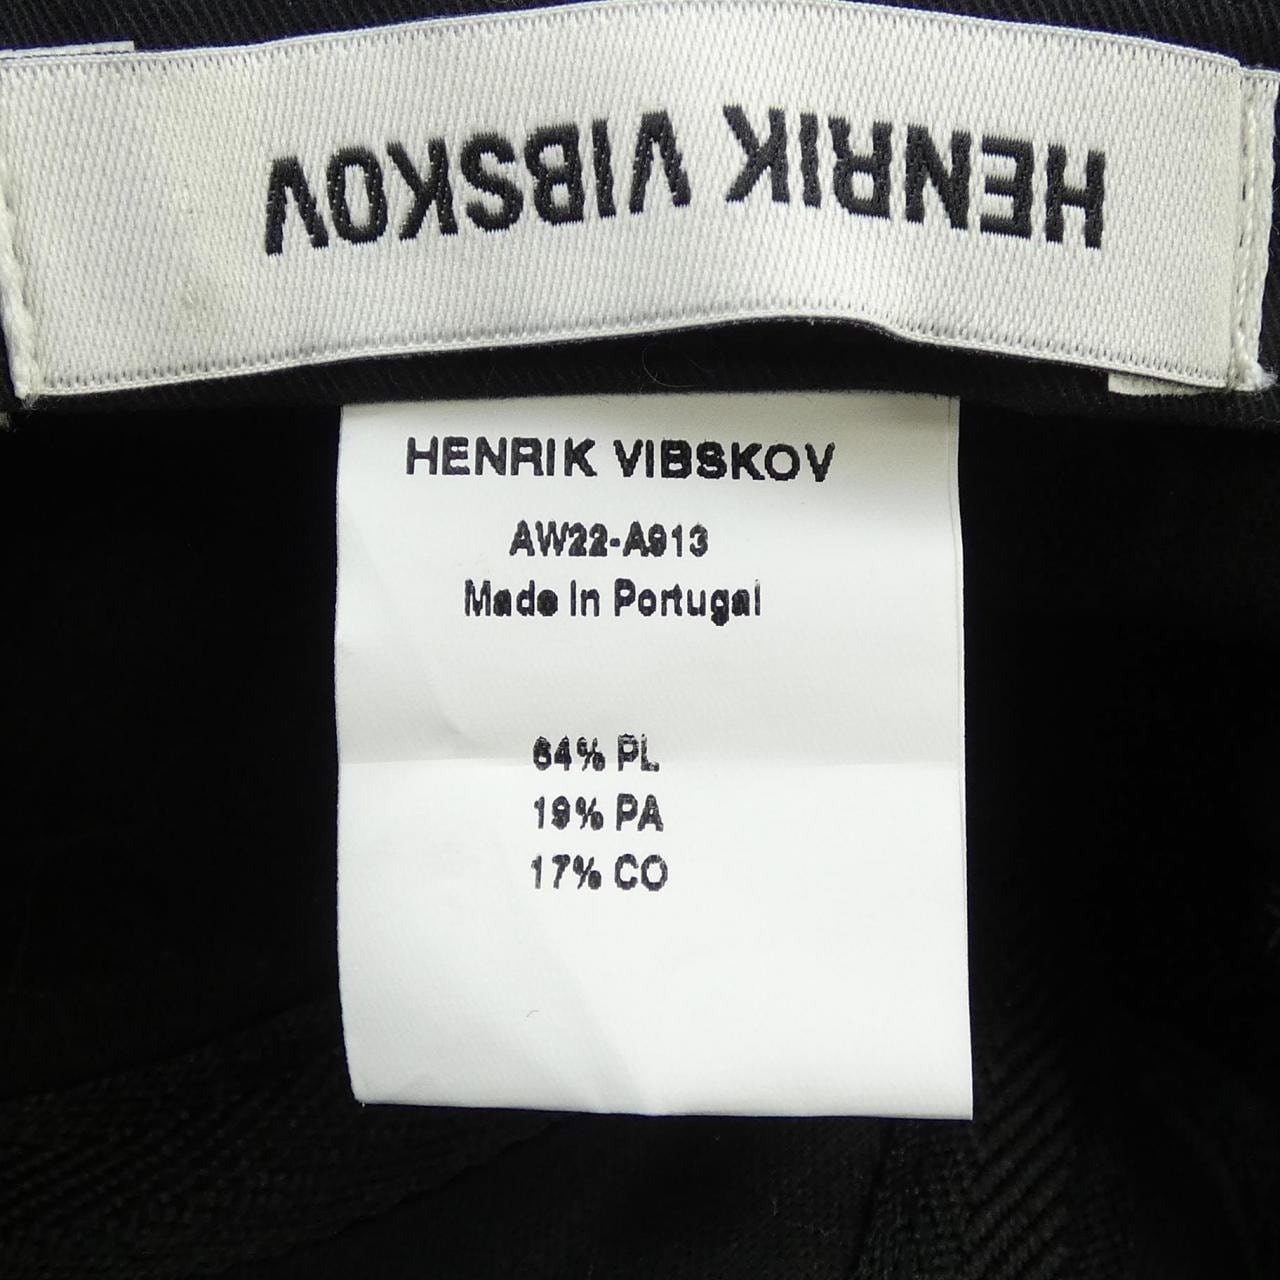 HENRIK VIBSKOV
HENRIK VIBSKOV
AW22-A913
Made In Portugal
64% PL
19% PA
17% CO